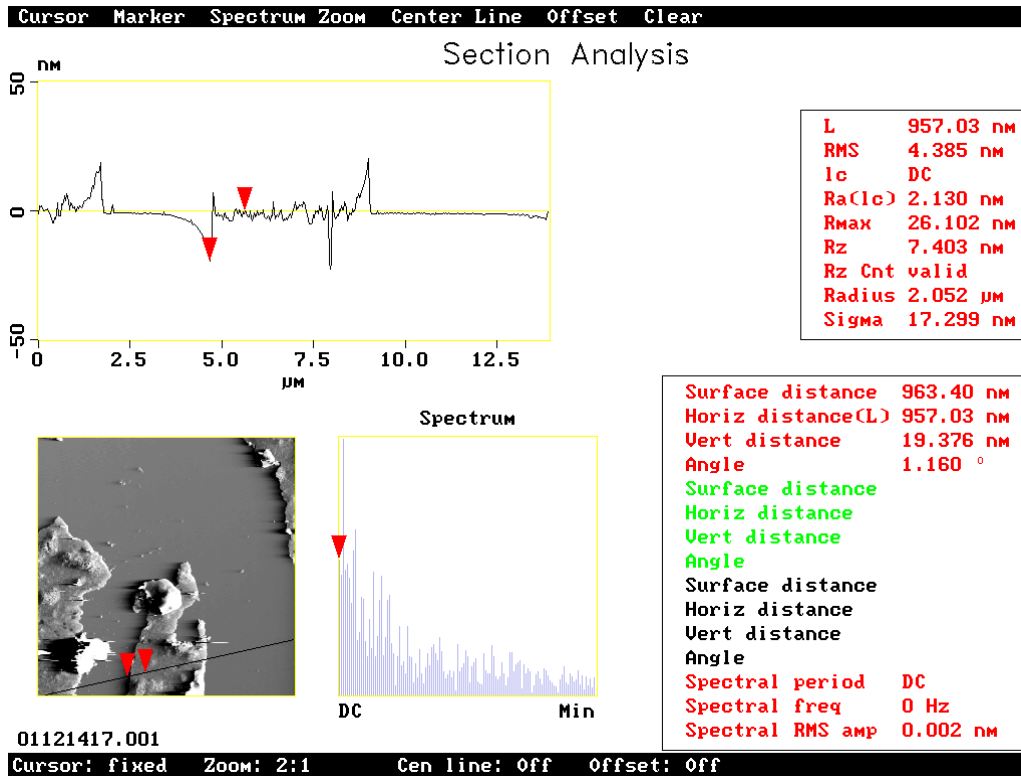 Cursor Marker Spectrum Zoom Center Line Offset Clear
Section Analysis
nm
50
0
-50
0 2.5 5.0 7.5 10.0 12.5
µm
L 957.03 nm
RMS 4.385 nm
lc DC
Ra(lc) 2.130 nm
Rmax 26.102 nm
Rz 7.403 nm
Rz Cnt valid
Radius 2.052 µm
Sigma 17.299 nm
Spectrum
DC Min
Surface distance 963.40 nm
Horiz distance(L) 957.03 nm
Vert distance 19.376 nm
Angle 1.160 °
Surface distance
Horiz distance
Vert distance
Angle
Surface distance
Horiz distance
Vert distance
Angle
Spectral period DC
Spectral freq 0 Hz
Spectral RMS amp 0.002 nm
01121417.001
Cursor: fixed Zoom: 2:1 Cen line: Off Offset: Off